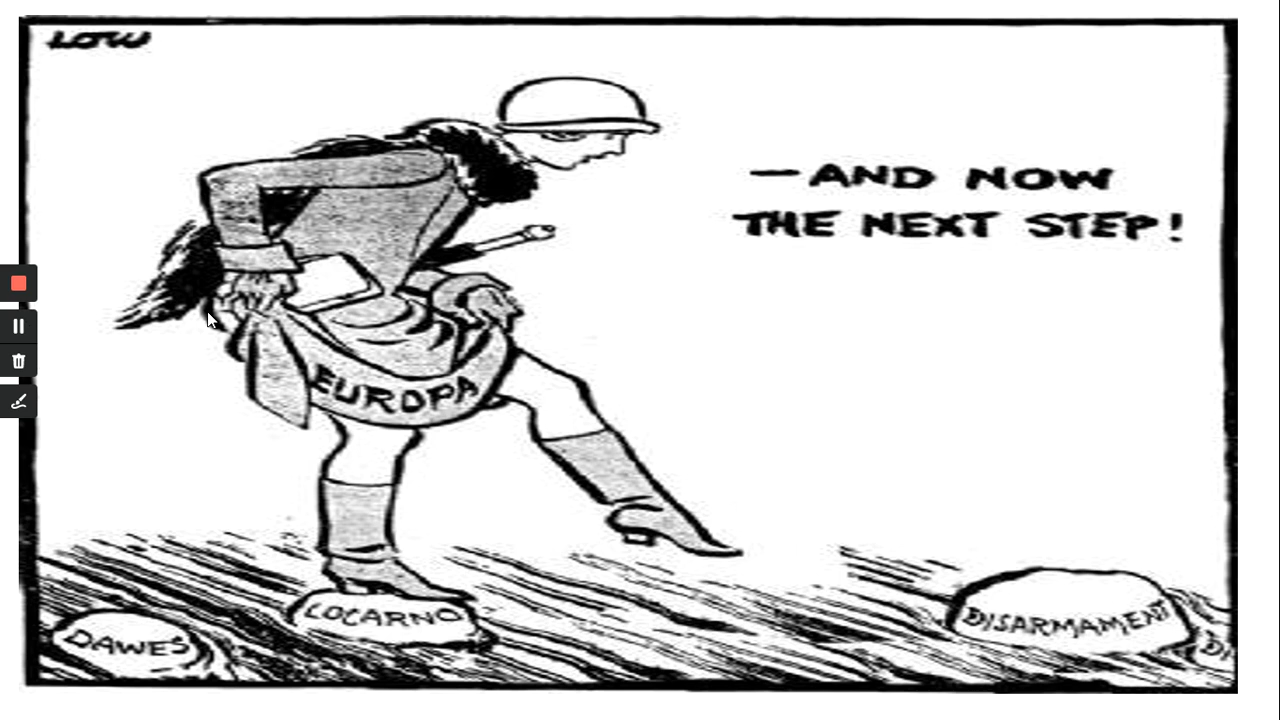 LOW
—AND NOW
THE NEXT STEP!
EUROPA
LOCARNO
DISARMAMENT
DAWES